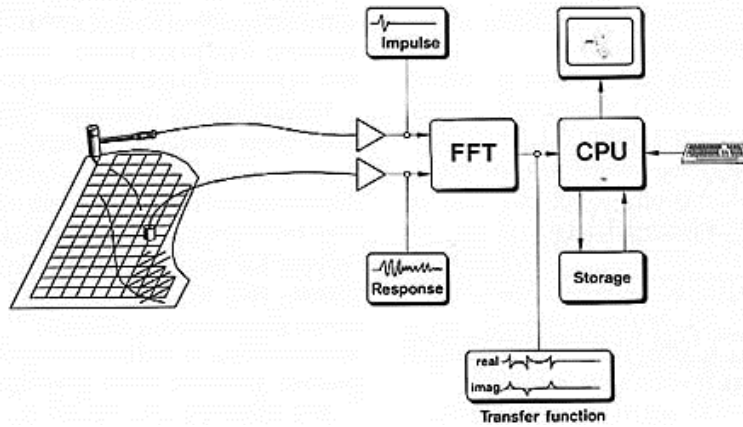 Impulse
FFT
CPU
Response
Storage
real
imag.
Transfer function